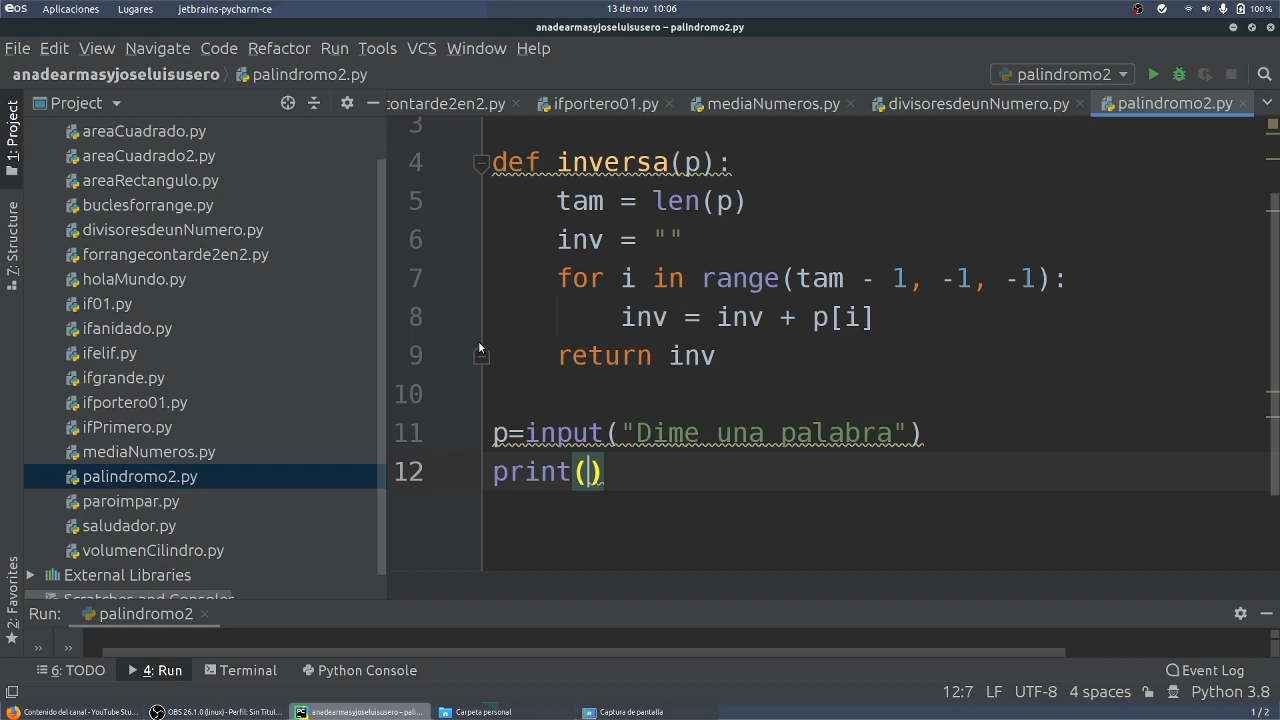 eos Aplicaciones Lugares jetbrains-pycharm-ce 13 de nov 10:06 100 %
anadearmasyjoseluisusero – palindromo2.py
File Edit View Navigate Code Refactor Run Tools VCS Window Help
anadearmasyjoseluisusero palindromo2.py palindromo2
1: Project
7: Structure
2: Favorites
Project
contarde2en2.py ifportero01.py mediaNumeros.py divisoresdeunNumero.py palindromo2.py
areaCuadrado.py
areaCuadrado2.py
areaRectangulo.py
buclesforrange.py
divisoresdeunNumero.py
forrangecontarde2en2.py
holaMundo.py
if01.py
ifanidado.py
ifelif.py
ifgrande.py
ifportero01.py
ifPrimero.py
mediaNumeros.py
palindromo2.py
paroimpar.py
saludador.py
volumenCilindro.py
External Libraries
Scratches and Consoles
3
4 def inversa(p):
5 tam = len(p)
6 inv = ""
7 for i in range(tam - 1, -1, -1):
8 inv = inv + p[i]
9 return inv
10
11 p=input("Dime una palabra")
12 print()
Run: palindromo2
» »
6: TODO 4: Run Terminal Python Console Event Log
12:7 LF UTF-8 4 spaces Python 3.8
Contenido del canal - YouTube Stu... OBS 26.1.0 (linux) - Perfil: Sin Títul... anadearmasyjoseluisusero – pali... Carpeta personal Captura de pantalla 1 / 2